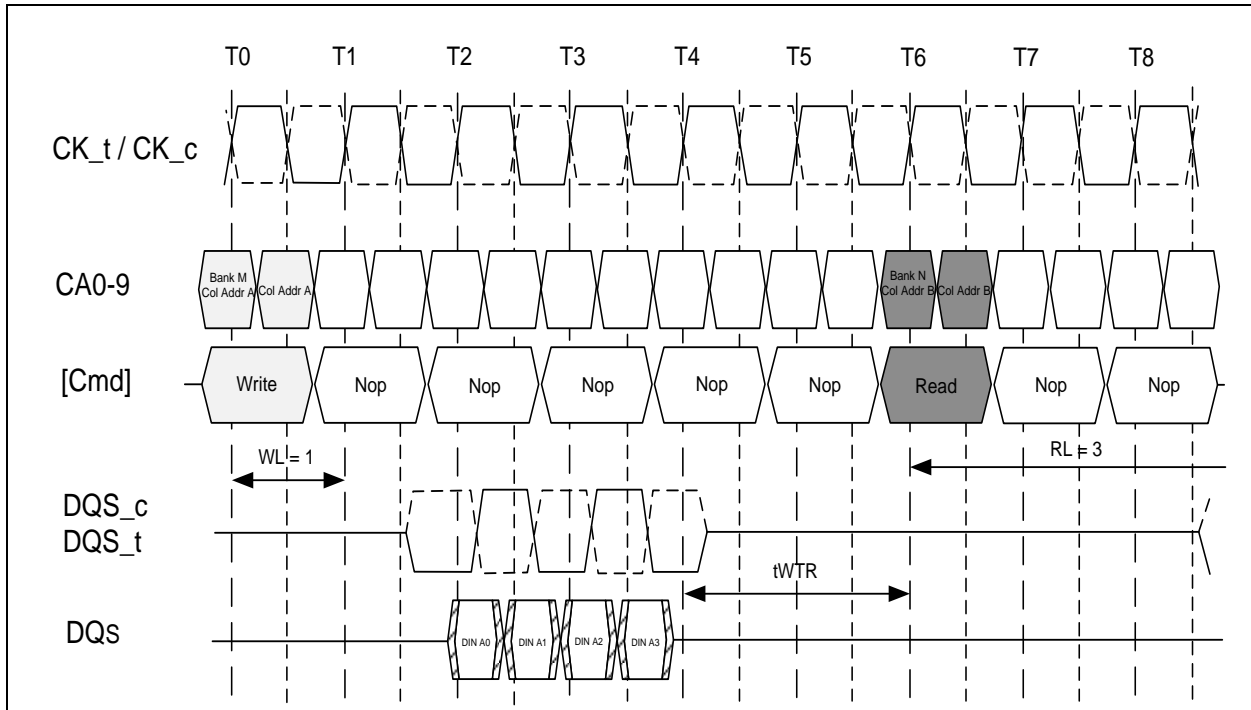 T0 T1 T2 T3 T4 T5 T6 T7 T8
CK_t / CK_c
CA0-9
Bank M
Col Addr A
Col Addr A
Bank N
Col Addr B
Col Addr B
[Cmd]
Write Nop Nop Nop Nop Nop Read Nop Nop
WL = 1
RL = 3
DQS_c
DQS_t
tWTR
DQs
DIN A0 DIN A1 DIN A2 DIN A3